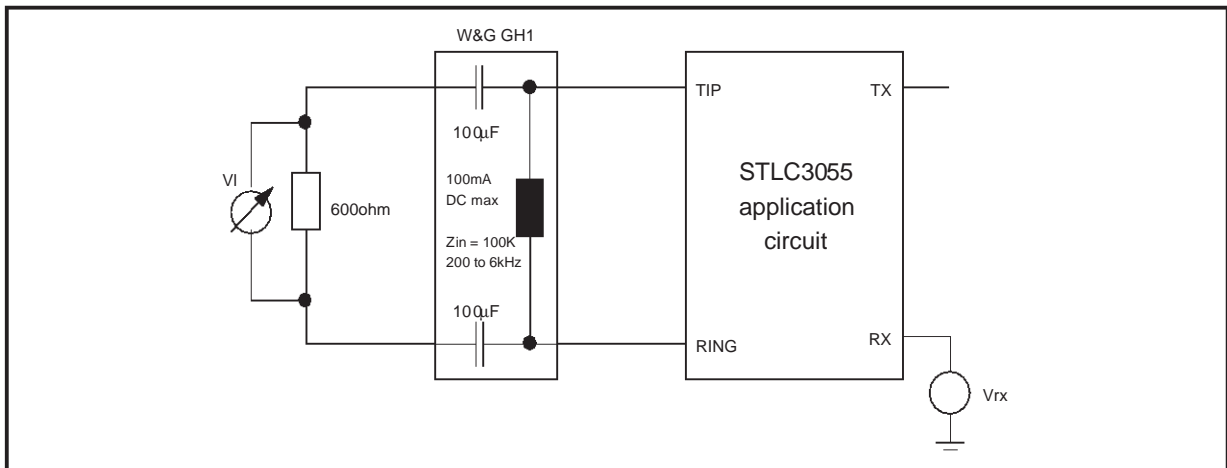 W&G GH1
TIP
TX
100µF
VI
600ohm
100mA
DC max
Zin = 100K
200 to 6kHz
STLC3055
application
circuit
100µF
RING
RX
Vrx